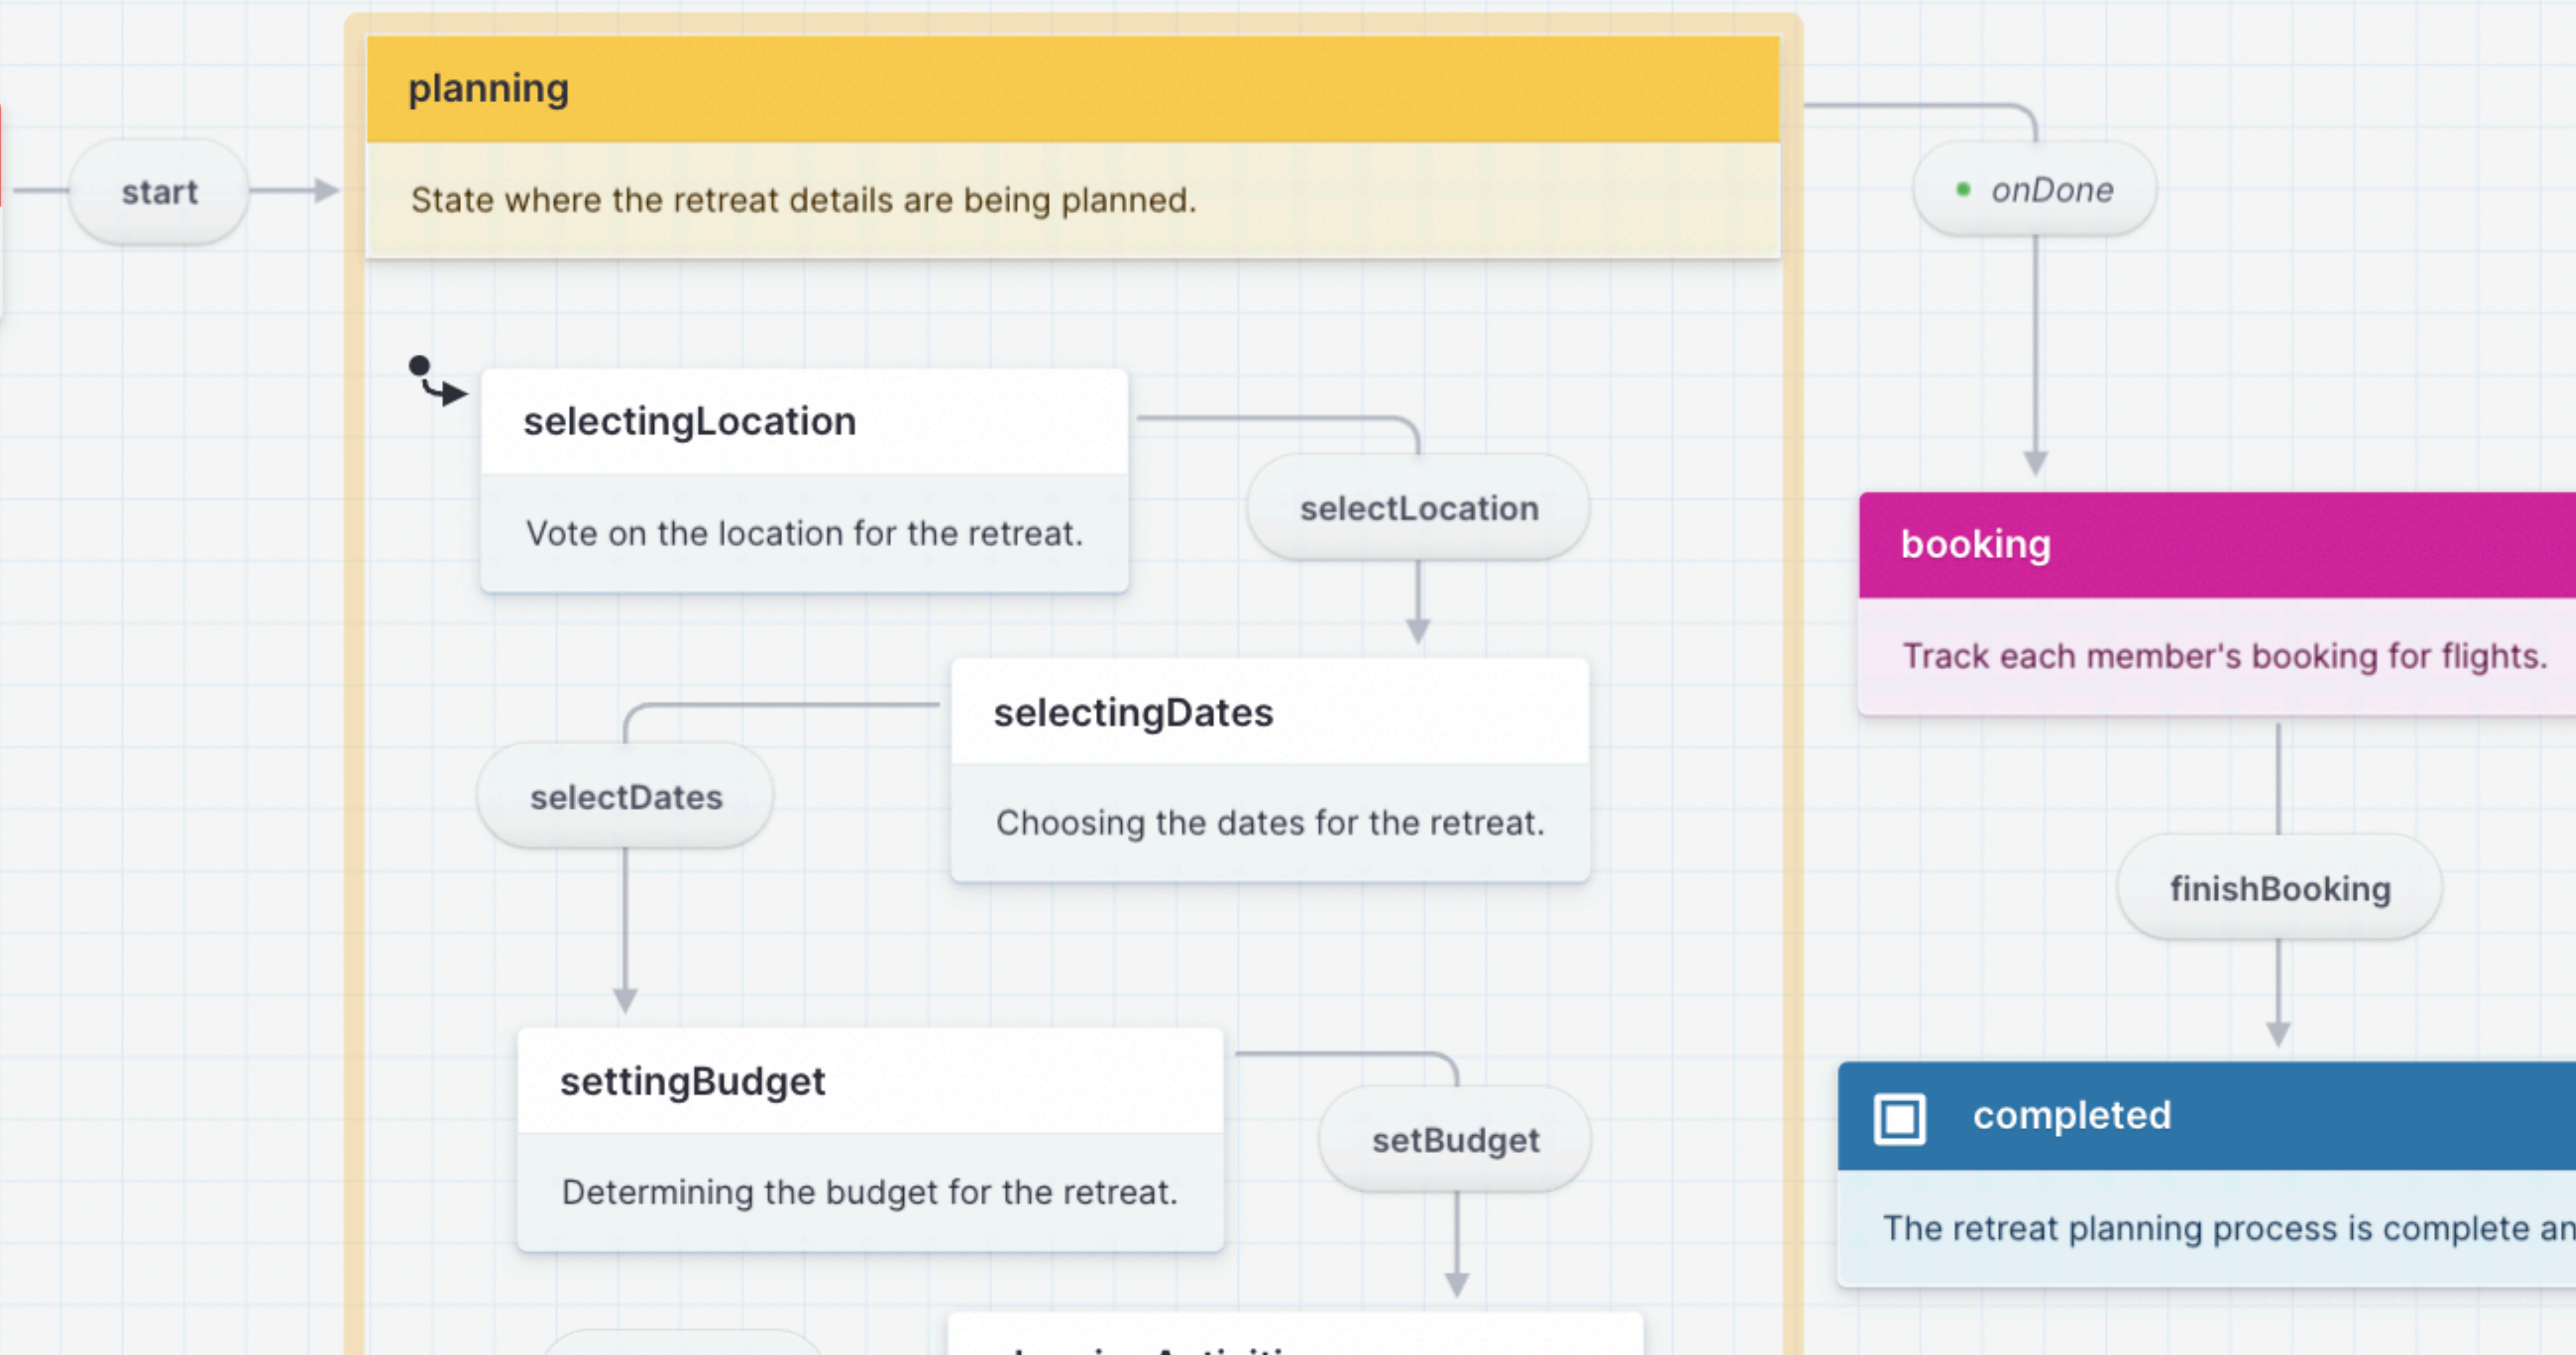 start
planning
State where the retreat details are being planned.
onDone
selectingLocation
Vote on the location for the retreat.
selectLocation
booking
Track each member's booking for flights.
selectingDates
Choosing the dates for the retreat.
selectDates
finishBooking
settingBudget
Determining the budget for the retreat.
setBudget
completed
The retreat planning process is complete